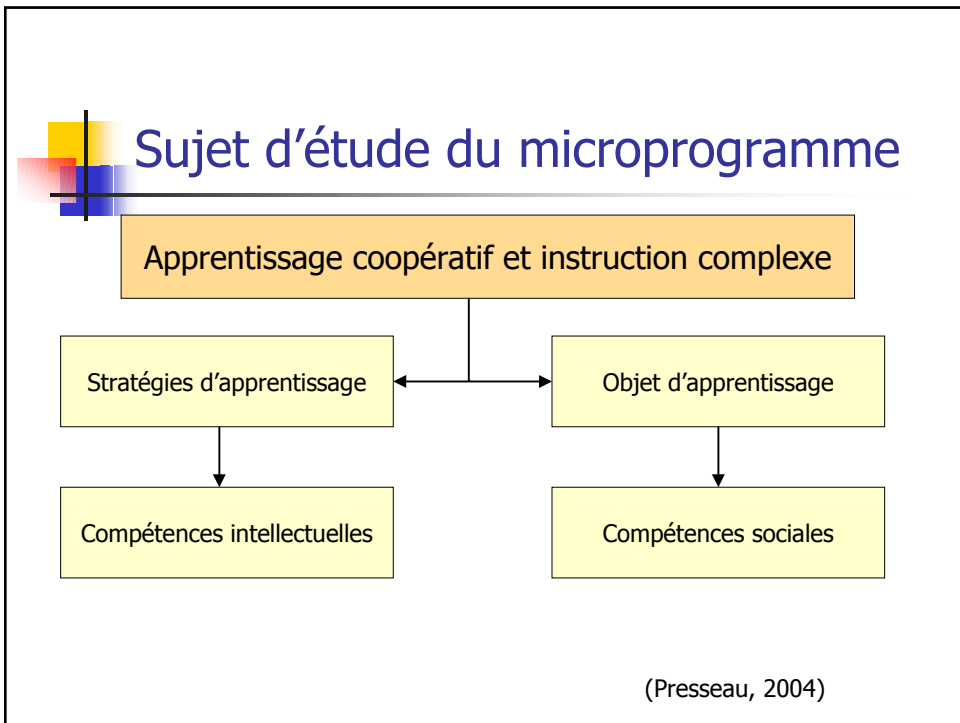 Sujet d’étude du microprogramme
Apprentissage coopératif et instruction complexe
Stratégies d’apprentissage
Objet d’apprentissage
Compétences intellectuelles
Compétences sociales
(Presseau, 2004)